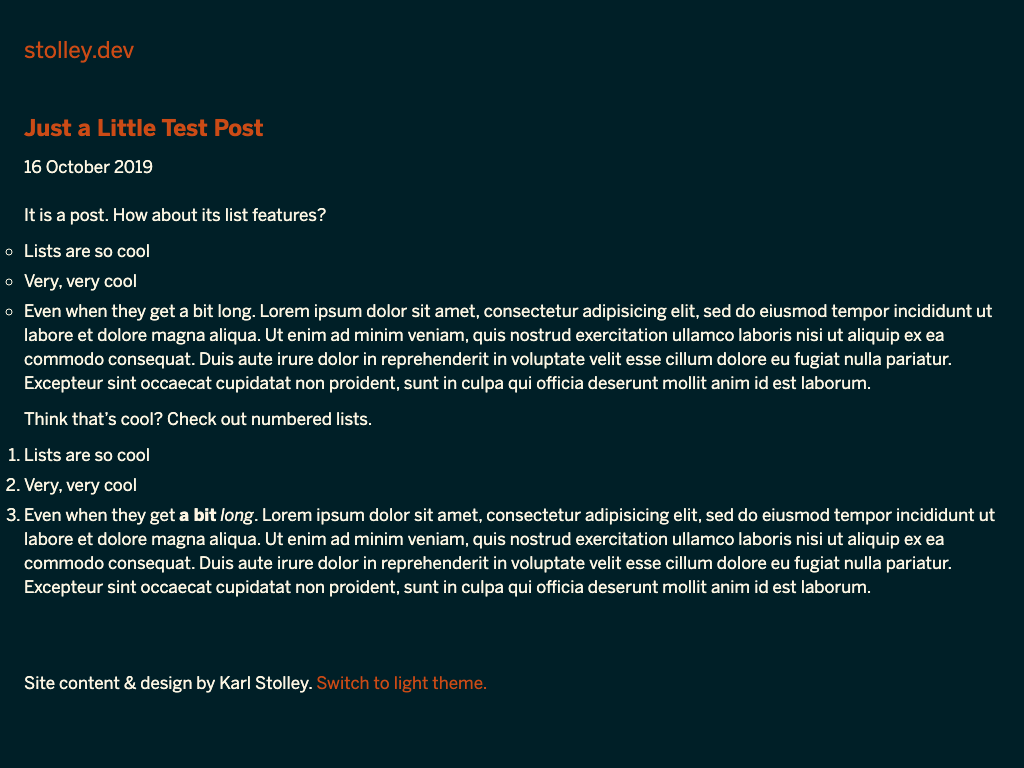 stolley.dev
Just a Little Test Post
16 October 2019
It is a post. How about its list features?
Lists are so cool
Very, very cool
Even when they get a bit long. Lorem ipsum dolor sit amet, consectetur adipisicing elit, sed do eiusmod tempor incididunt ut
labore et dolore magna aliqua. Ut enim ad minim veniam, quis nostrud exercitation ullamco laboris nisi ut aliquip ex ea
commodo consequat. Duis aute irure dolor in reprehenderit in voluptate velit esse cillum dolore eu fugiat nulla pariatur.
Excepteur sint occaecat cupidatat non proident, sunt in culpa qui officia deserunt mollit anim id est laborum.
Think that’s cool? Check out numbered lists.
1. Lists are so cool
2. Very, very cool
3. Even when they get a bit long. Lorem ipsum dolor sit amet, consectetur adipisicing elit, sed do eiusmod tempor incididunt ut
labore et dolore magna aliqua. Ut enim ad minim veniam, quis nostrud exercitation ullamco laboris nisi ut aliquip ex ea
commodo consequat. Duis aute irure dolor in reprehenderit in voluptate velit esse cillum dolore eu fugiat nulla pariatur.
Excepteur sint occaecat cupidatat non proident, sunt in culpa qui officia deserunt mollit anim id est laborum.
Site content & design by Karl Stolley. Switch to light theme.